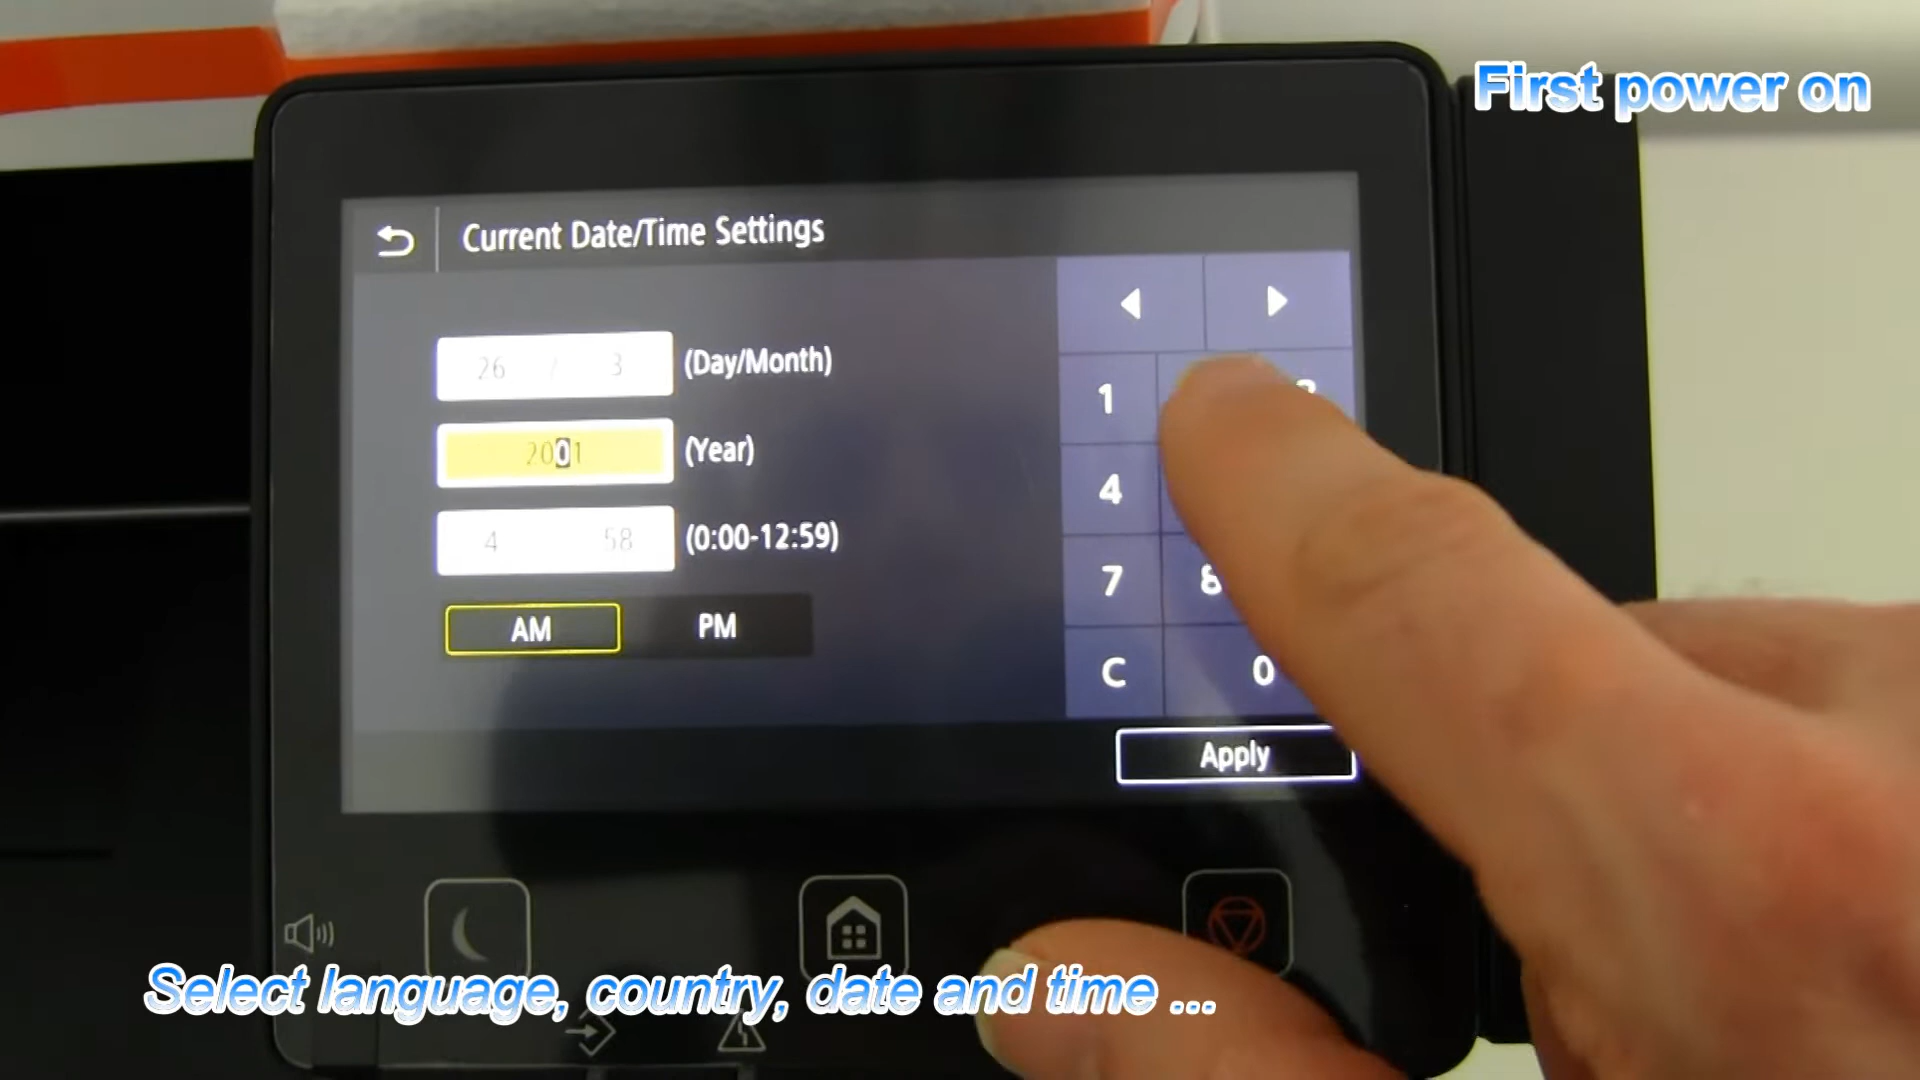 First power on
Current Date/Time Settings
26 / 3 (Day/Month)
2001 (Year)
4 58 (0:00-12:59)
AM PM
1
4
7 8
C 0
Apply
Select language, country, date and time ...